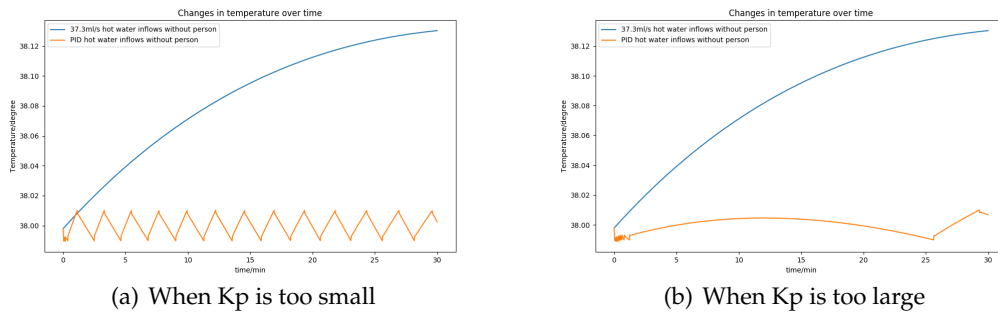 Changes in temperature over time
37.3ml/s hot water inflows without person
PID hot water inflows without person
38.12
38.10
38.08
38.06
38.04
38.02
38.00
Temperature/degree
0
5
10
15
20
25
30
time/min
(a) When Kp is too small
Changes in temperature over time
37.3ml/s hot water inflows without person
PID hot water inflows without person
38.12
38.10
38.08
38.06
38.04
38.02
38.00
Temperature/degree
0
5
10
15
20
25
30
time/min
(b) When Kp is too large